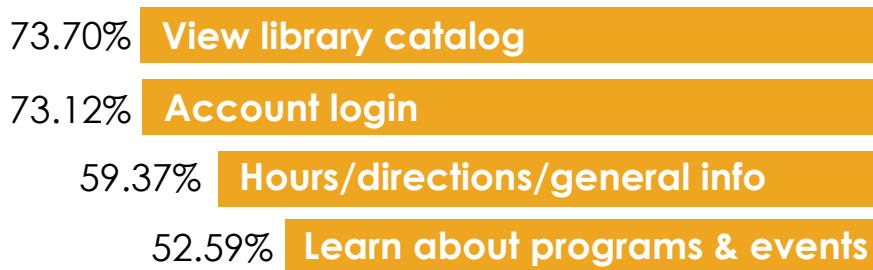 73.70% View library catalog
73.12% Account login
59.37% Hours/directions/general info
52.59% Learn about programs & events